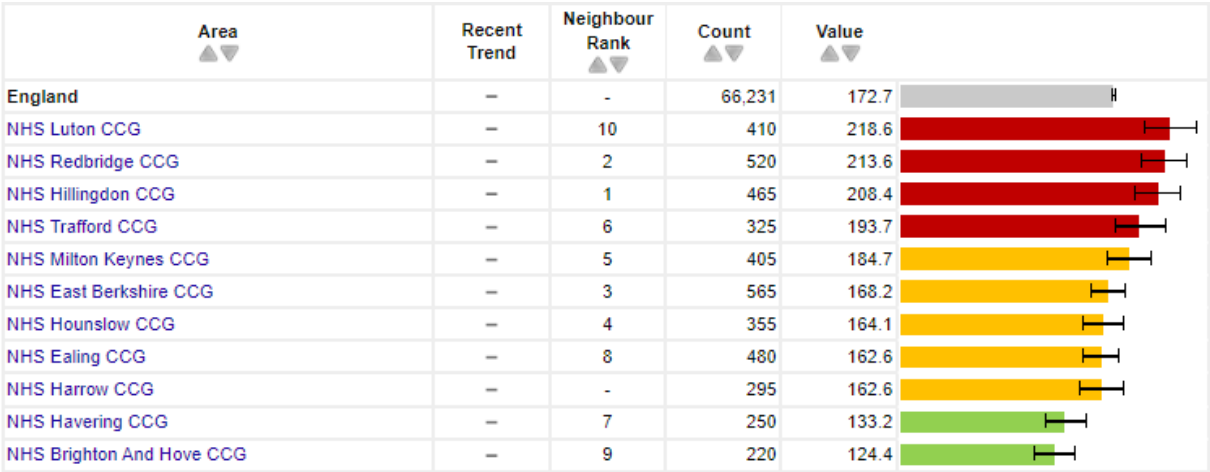 Area Recent Trend Neighbour Rank Count Value
England – - 66,231 172.7
NHS Luton CCG – 10 410 218.6
NHS Redbridge CCG – 2 520 213.6
NHS Hillingdon CCG – 1 465 208.4
NHS Trafford CCG – 6 325 193.7
NHS Milton Keynes CCG – 5 405 184.7
NHS East Berkshire CCG – 3 565 168.2
NHS Hounslow CCG – 4 355 164.1
NHS Ealing CCG – 8 480 162.6
NHS Harrow CCG – - 295 162.6
NHS Havering CCG – 7 250 133.2
NHS Brighton And Hove CCG – 9 220 124.4